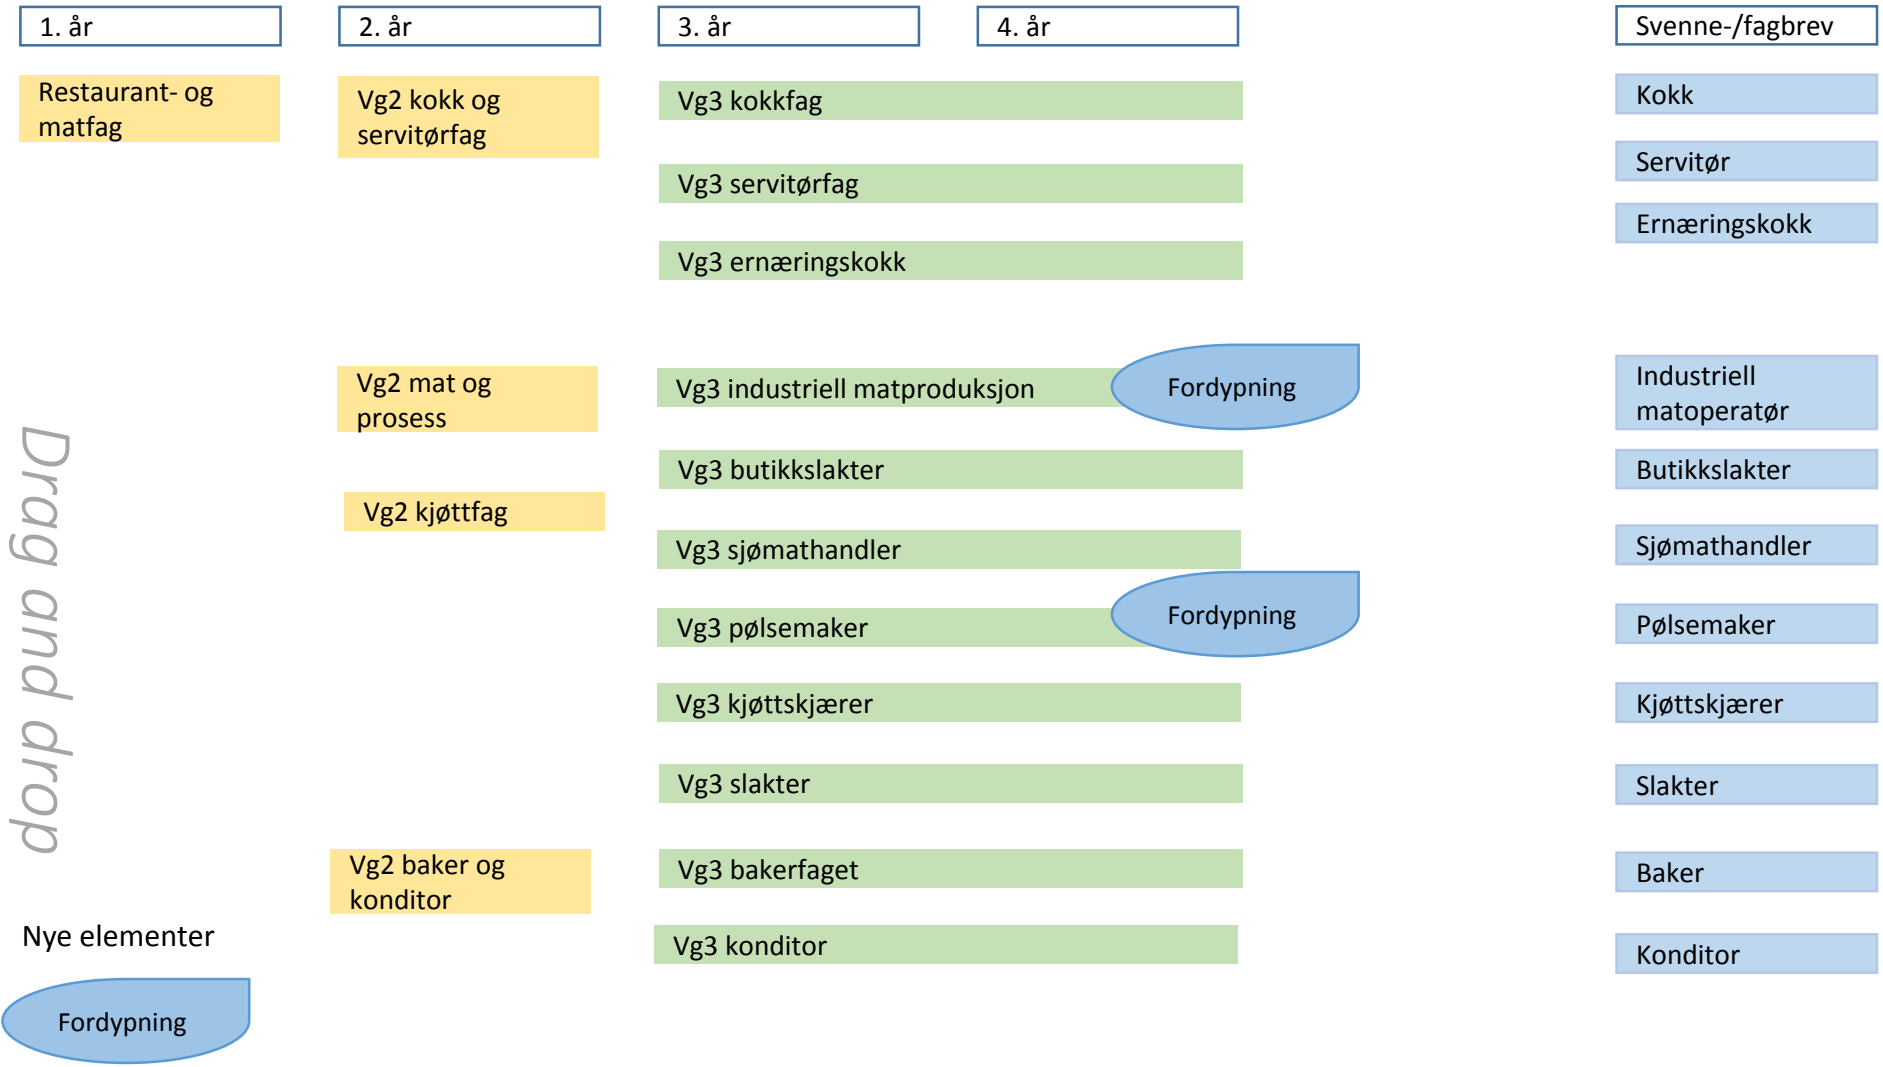 1. år
2. år
3. år
4. år
Svenne-/fagbrev
Restaurant- og
matfag
Vg2 kokk og
servitørfag
Vg3 kokkfag
Kokk
Vg3 servitørfag
Servitør
Vg3 ernæringskokk
Ernæringskokk
Vg2 mat og
prosess
Vg3 industriell matproduksjon
Fordypning
Industriell
matoperatør
Vg3 butikkslakter
Butikkslakter
Vg2 kjøttfag
Vg3 sjømathandler
Sjømathandler
Vg3 pølsemaker
Fordypning
Pølsemaker
Vg3 kjøttskjærer
Kjøttskjærer
Vg3 slakter
Slakter
Vg2 baker og
konditor
Vg3 bakerfaget
Baker
Vg3 konditor
Konditor
Drag and drop
Nye elementer
Fordypning